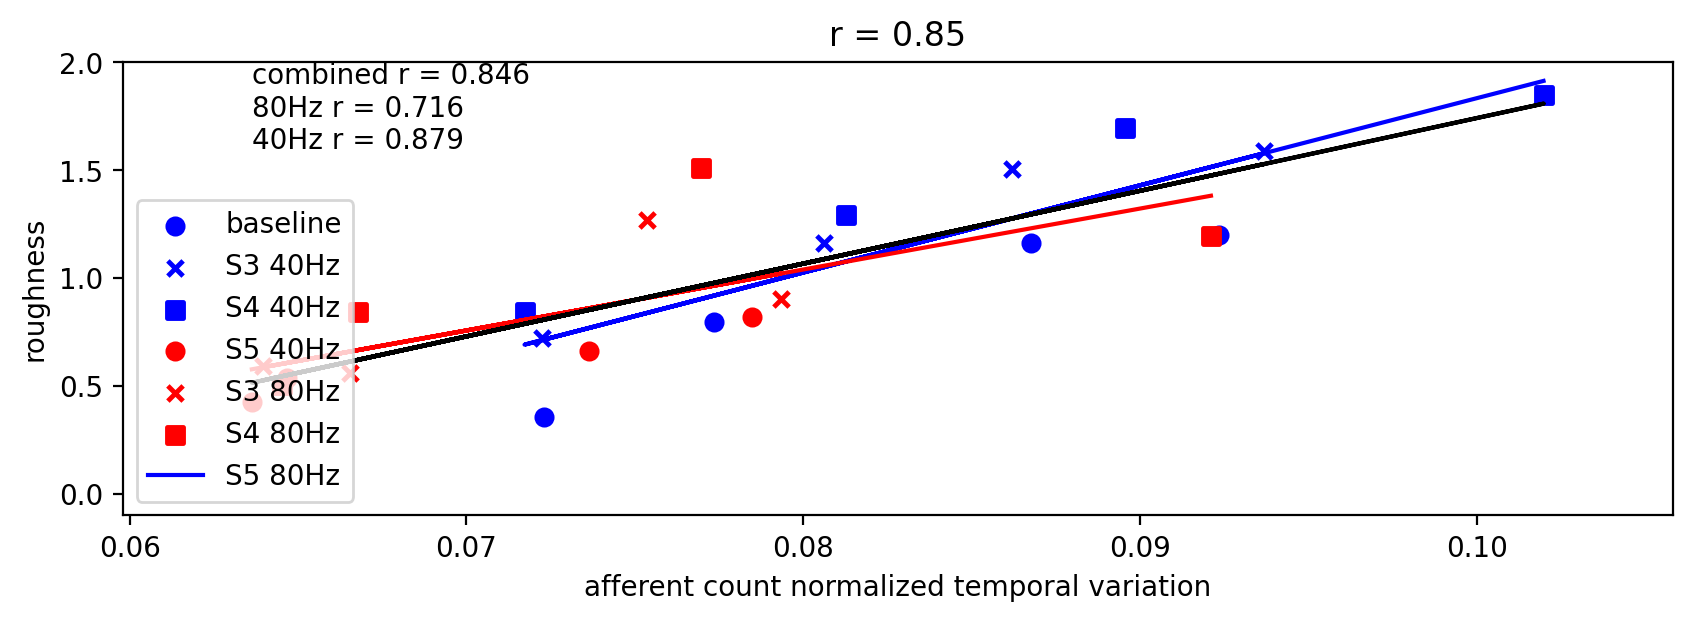 r = 0.85
combined r = 0.846
80Hz r = 0.716
40Hz r = 0.879
baseline
S3 40Hz
S4 40Hz
S5 40Hz
S3 80Hz
S4 80Hz
S5 80Hz
roughness
2.0
1.5
1.0
0.5
0.0
0.06
0.07
0.08
0.09
0.10
afferent count normalized temporal variation